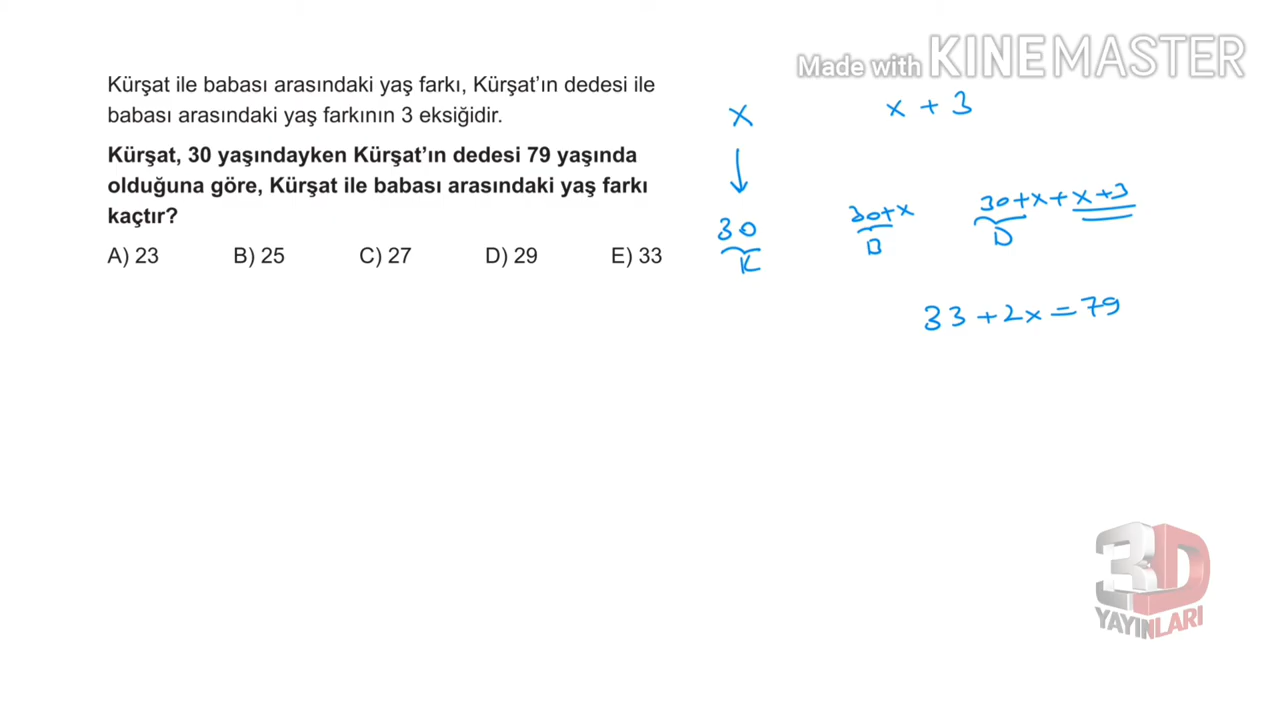 Made with KINEMASTER
Kürşat ile babası arasındaki yaş farkı, Kürşat'ın dedesi ile
babası arasındaki yaş farkının 3 eksiğidir.
Kürşat, 30 yaşındayken Kürşat'ın dedesi 79 yaşında
olduğuna göre, Kürşat ile babası arasındaki yaş farkı
kaçtır?
A) 23 B) 25 C) 27 D) 29 E) 33
x x + 3
30 30+x 30+x+x+3
K B D
33 + 2x = 79
3D
YAYINLARI